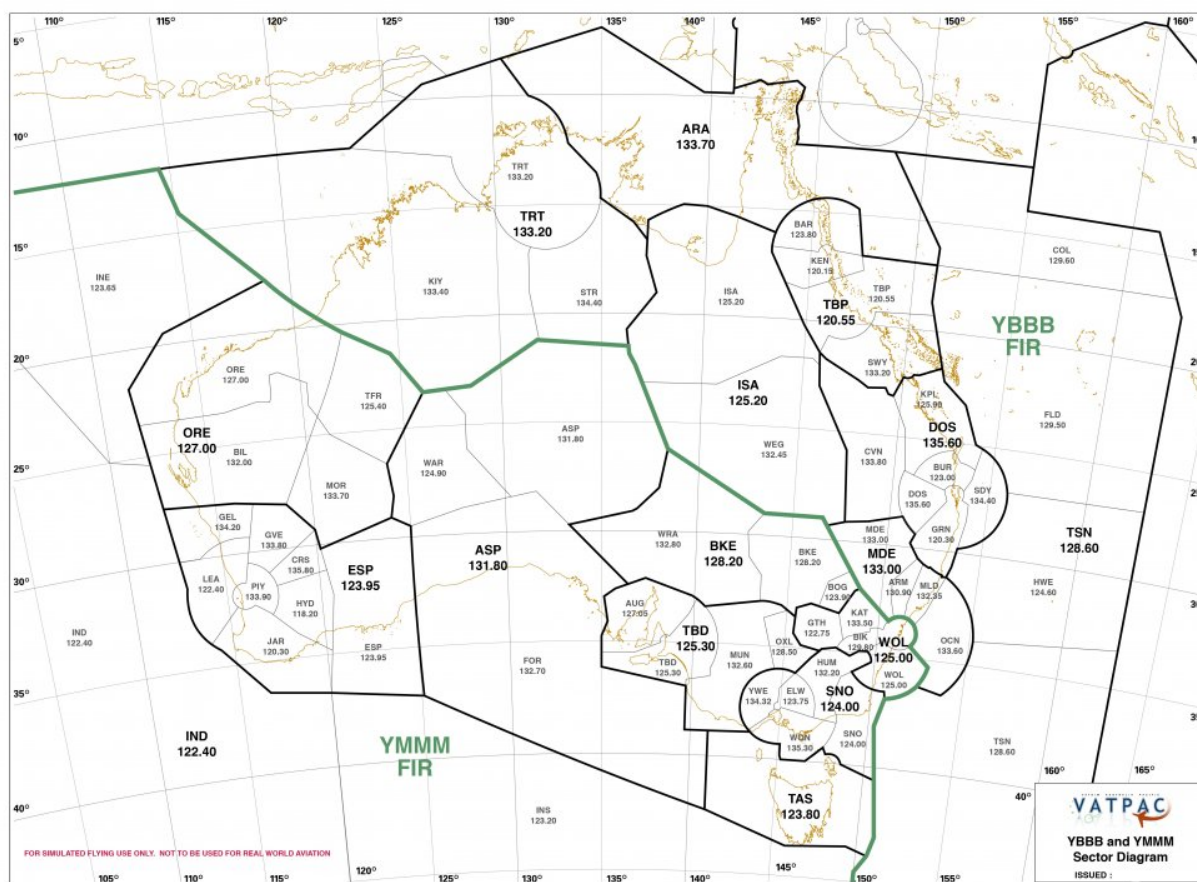 110° 115° 120° 125° 130° 135° 140° 145° 150° 155° 160°
5°
10°
15°
20°
25°
30°
35°
40°
5°
10°
15°
20°
25°
30°
35°
40°
105° 110° 115° 120° 125° 130° 135° 140° 145° 150° 155° 160° 165°
ARA
133.70
TRT
133.20
TRT
133.20
BAR
123.80
COL
129.60
INE
123.65
KIY
133.40
STR
134.40
ISA
125.20
KEN
120.15
TBP
120.55
TBP
120.55
YBBB
FIR
SWY
133.20
ORE
127.00
TFR
125.40
ISA
125.20
KPL
125.90
FLD
129.50
ORE
127.00
ASP
131.80
DOS
135.60
BIL
132.00
WAR
124.90
WEG
132.45
CVN
133.80
BUR
123.00
MOR
133.70
DOS
135.60
SDY
134.40
GEL
134.20
GVE
133.80
WRA
132.80
BKE
128.20
BKE
128.20
MDE
133.00
GRN
120.30
TSN
128.60
CRS
135.80
ESP
123.95
ASP
131.80
MDE
133.00
LEA
122.40
PIY
133.90
HYD
118.20
BOG
123.90
ARM
130.90
MLD
132.35
HWE
124.60
AUG
127.05
GTH
122.75
KAT
133.50
IND
122.40
JAR
120.30
ESP
123.95
TBD
125.30
OXL
128.50
BIK
129.80
WOL
125.00
OCN
133.60
FOR
132.70
TBD
125.30
MUN
132.60
HUM
132.20
WOL
125.00
YWE
134.32
ELW
123.75
SNO
124.00
IND
122.40
YMMM
FIR
WON
135.30
SNO
124.00
TSN
128.60
TAS
123.80
INS
123.20
FOR SIMULATED FLYING USE ONLY. NOT TO BE USED FOR REAL WORLD AVIATION
VATPAC
YBBB and YMMM
Sector Diagram
ISSUED :